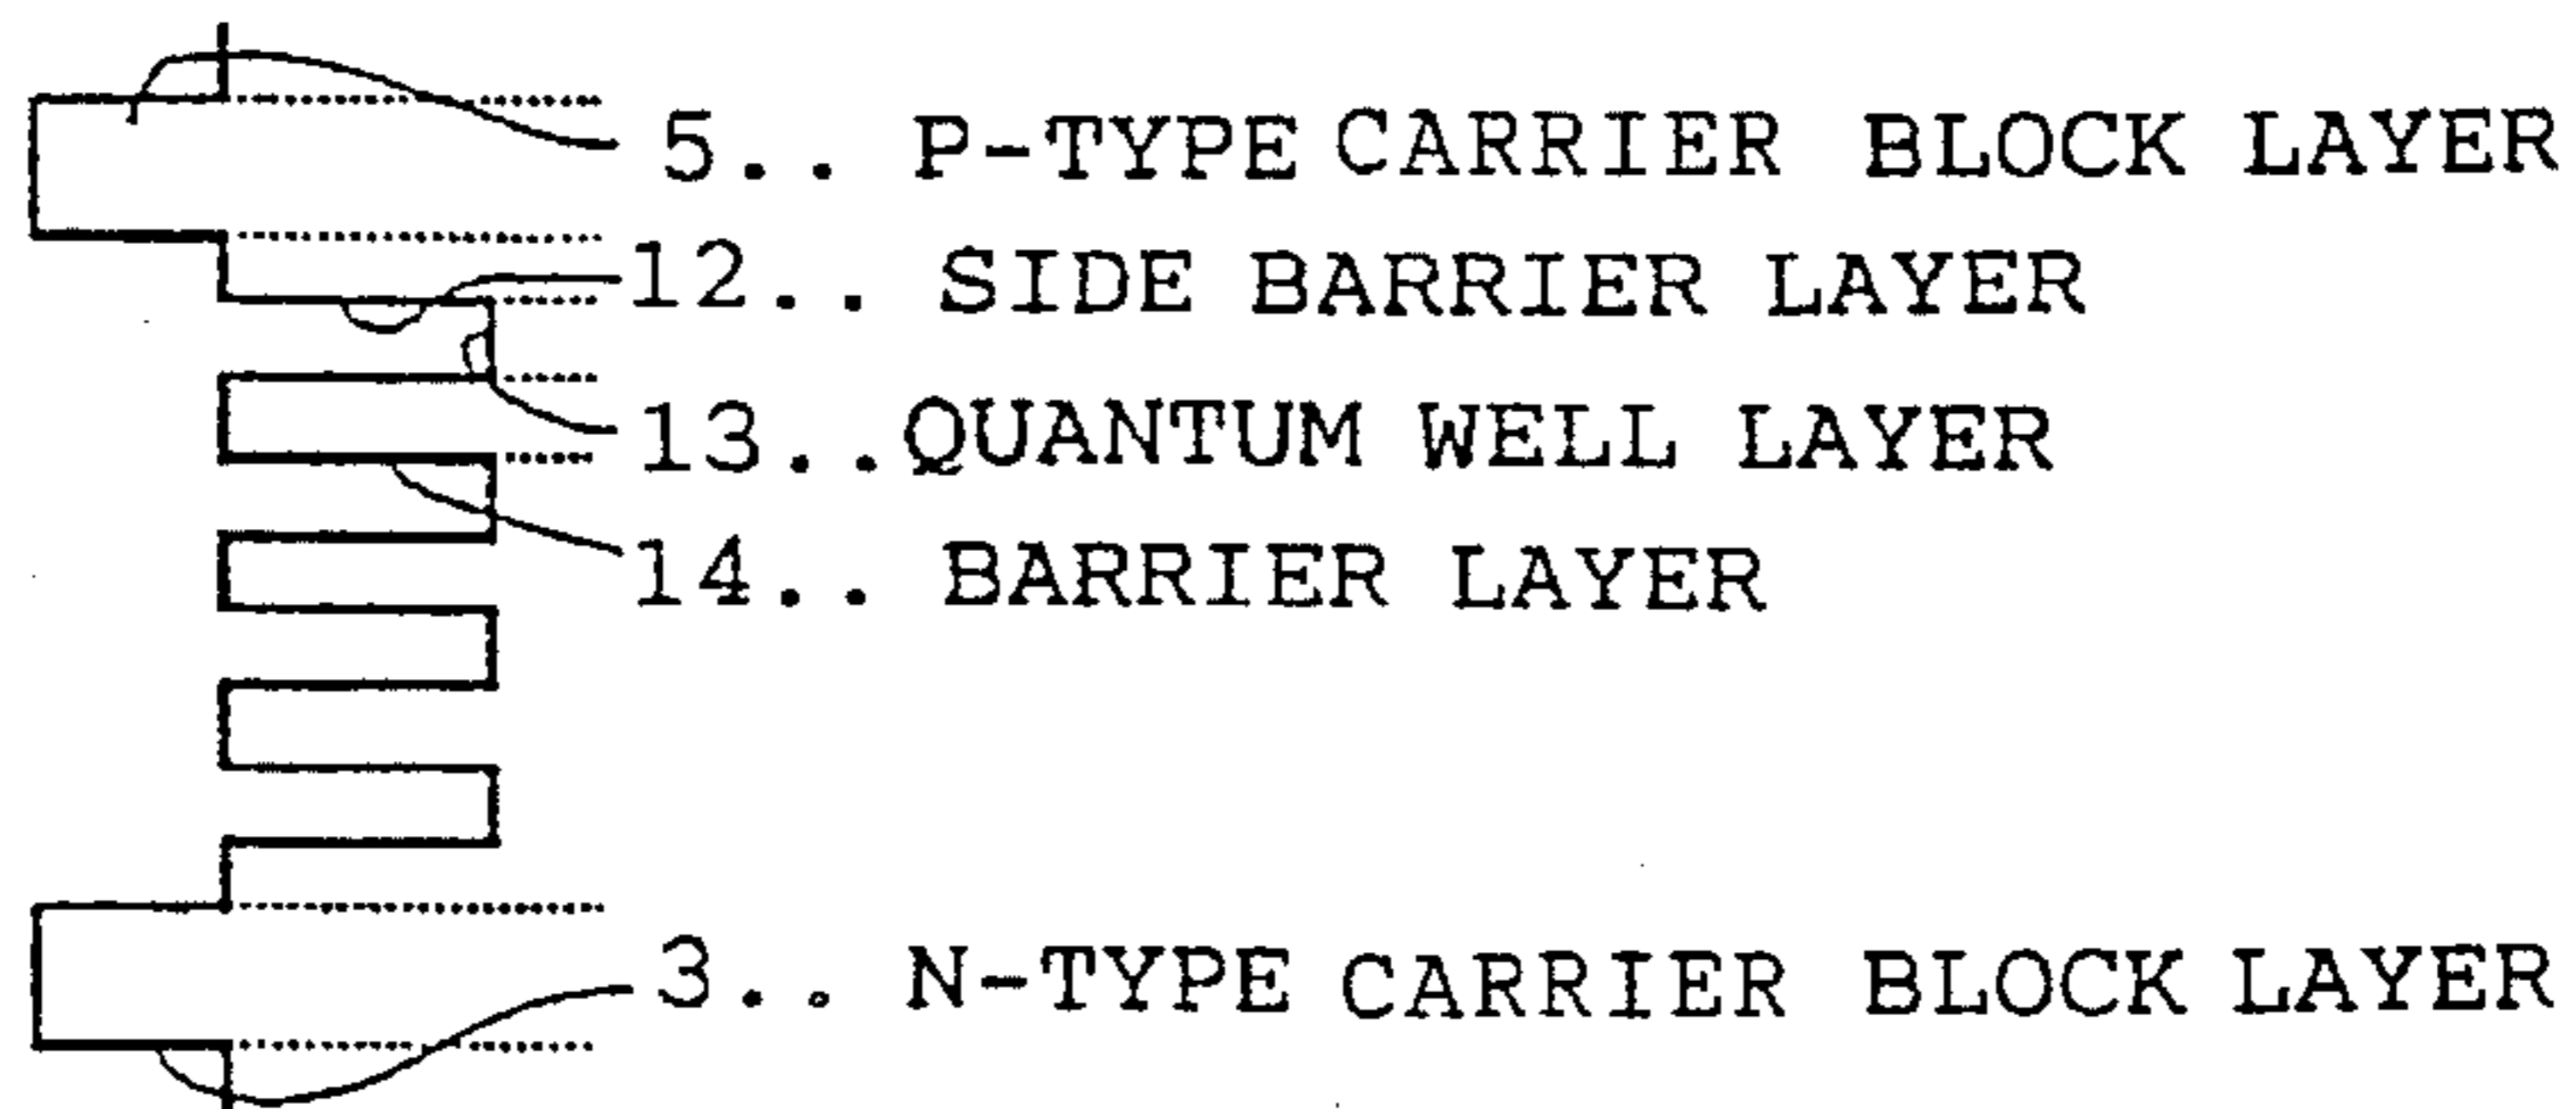 5.. P-TYPE CARRIER BLOCK LAYER
12.. SIDE BARRIER LAYER
13..QUANTUM WELL LAYER
14.. BARRIER LAYER
3.. N-TYPE CARRIER BLOCK LAYER